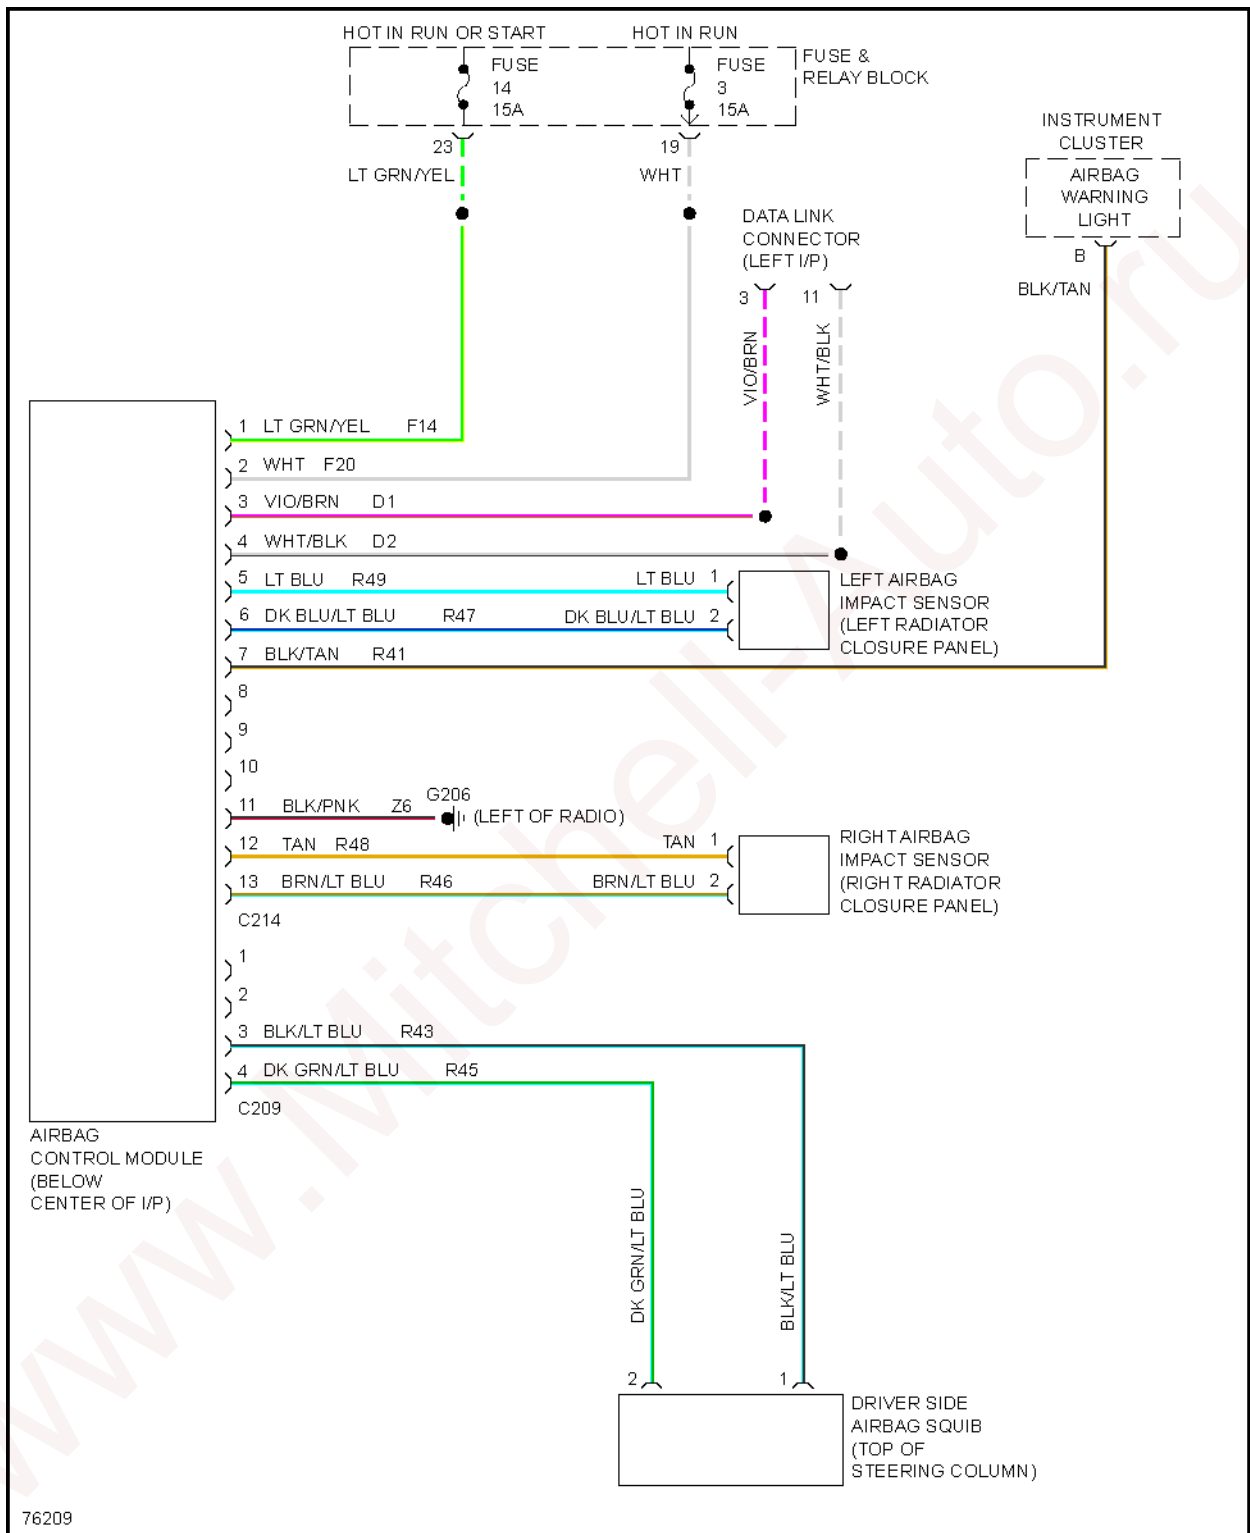 HOT IN RUN OR START
HOT IN RUN
FUSE
14
15A
FUSE
3
15A
FUSE &
RELAY BLOCK
23
LT GRN/YEL
19
WHT
DATA LINK
CONNECTOR
(LEFT I/P)
3
11
VIO/BRN
WHT/BLK
INSTRUMENT
CLUSTER
AIRBAG
WARNING
LIGHT
B
BLK/TAN
1 LT GRN/YEL F14
2 WHT F20
3 VIO/BRN D1
4 WHT/BLK D2
5 LT BLU R49 LT BLU 1
6 DK BLU/LT BLU R47 DK BLU/LT BLU 2
LEFT AIRBAG
IMPACT SENSOR
(LEFT RADIATOR
CLOSURE PANEL)
7 BLK/TAN R41
8
9
10
11 BLK/PNK Z6
G206
(LEFT OF RADIO)
12 TAN R48 TAN 1
13 BRN/LT BLU R46 BRN/LT BLU 2
RIGHT AIRBAG
IMPACT SENSOR
(RIGHT RADIATOR
CLOSURE PANEL)
C214
1
2
3 BLK/LT BLU R43
4 DK GRN/LT BLU R45
C209
AIRBAG
CONTROL MODULE
(BELOW
CENTER OF I/P)
DK GRN/LT BLU
BLK/LT BLU
2
1
DRIVER SIDE
AIRBAG SQUIB
(TOP OF
STEERING COLUMN)
76209
www.Mitchell-Auto.ru